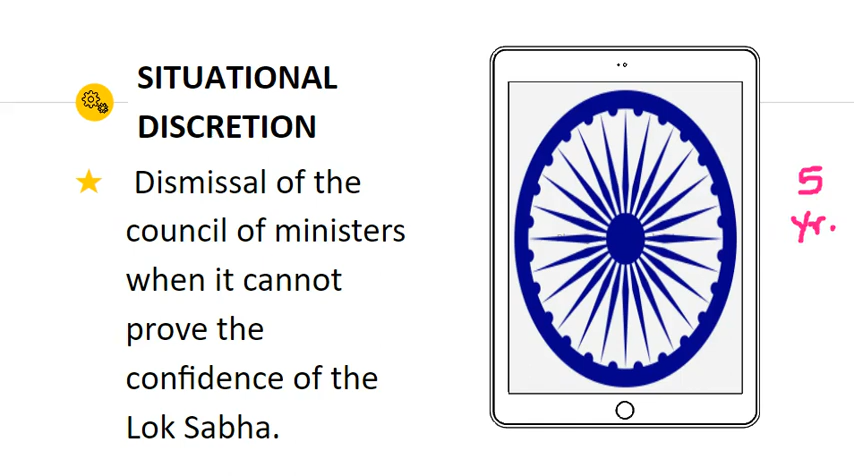 SITUATIONAL
DISCRETION
Dismissal of the
council of ministers
when it cannot
prove the
confidence of the
Lok Sabha.
5
yr.